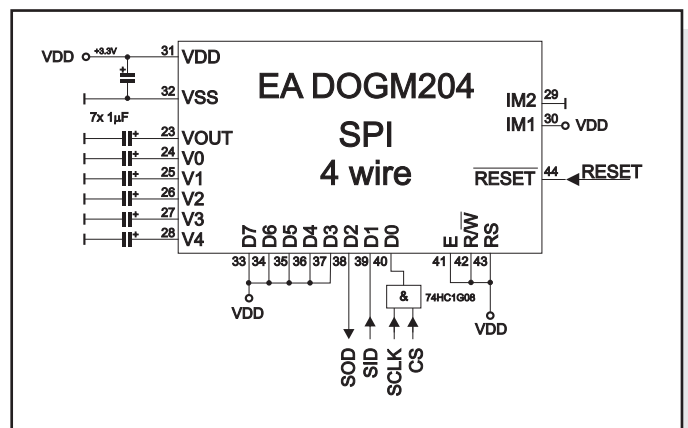 EA DOGM204
SPI
4 wire
VDD
+3.3V
31
VDD
32
VSS
7x 1µF
23
VOUT
24
V0
25
V1
26
V2
27
V3
28
V4
IM2
29
IM1
30
VDD
RESET
44
RESET
D7
D6
D5
D4
D3
D2
D1
D0
E
R/W
RS
33
34
35
36
37
38
39
40
41
42
43
VDD
&
74HC1G08
VDD
SOD
SID
SCLK
CS